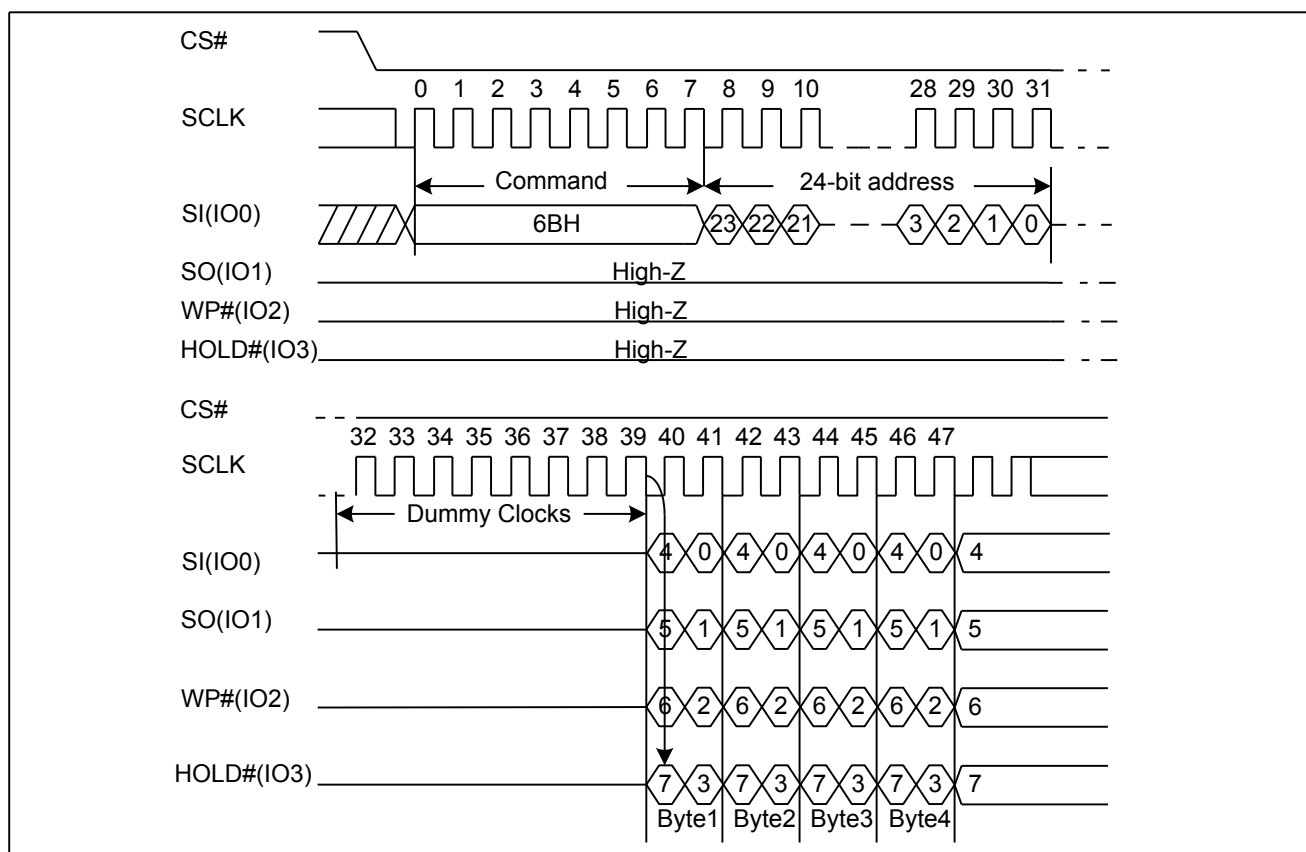 CS#
0 1 2 3 4 5 6 7 8 9 10 28 29 30 31
SCLK
Command 24-bit address
SI(IO0) 6BH 23 22 21 3 2 1 0
SO(IO1) High-Z
WP#(IO2) High-Z
HOLD#(IO3) High-Z
CS#
32 33 34 35 36 37 38 39 40 41 42 43 44 45 46 47
SCLK
Dummy Clocks
SI(IO0) 4 0 4 0 4 0 4 0 4
SO(IO1) 5 1 5 1 5 1 5 1 5
WP#(IO2) 6 2 6 2 6 2 6 2 6
HOLD#(IO3) 7 3 7 3 7 3 7 3 7
Byte1 Byte2 Byte3 Byte4